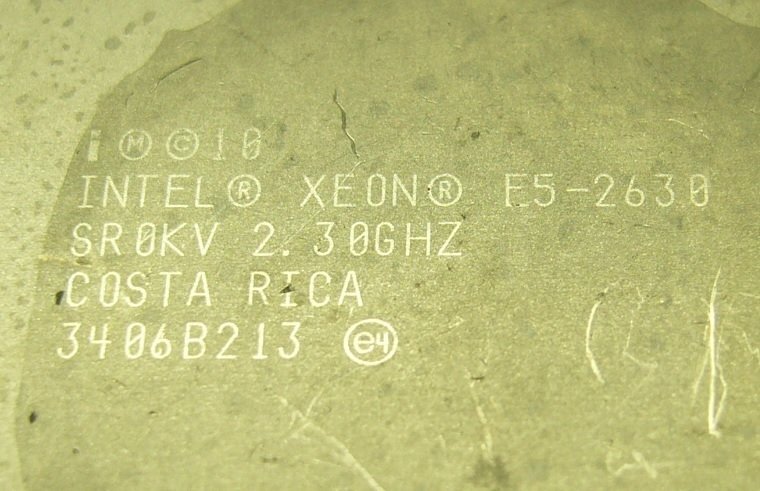 i Ⓜ © 10
INTEL® XEON® E5-2630
SR0KV 2.30GHZ
COSTA RICA
3406B213 e4